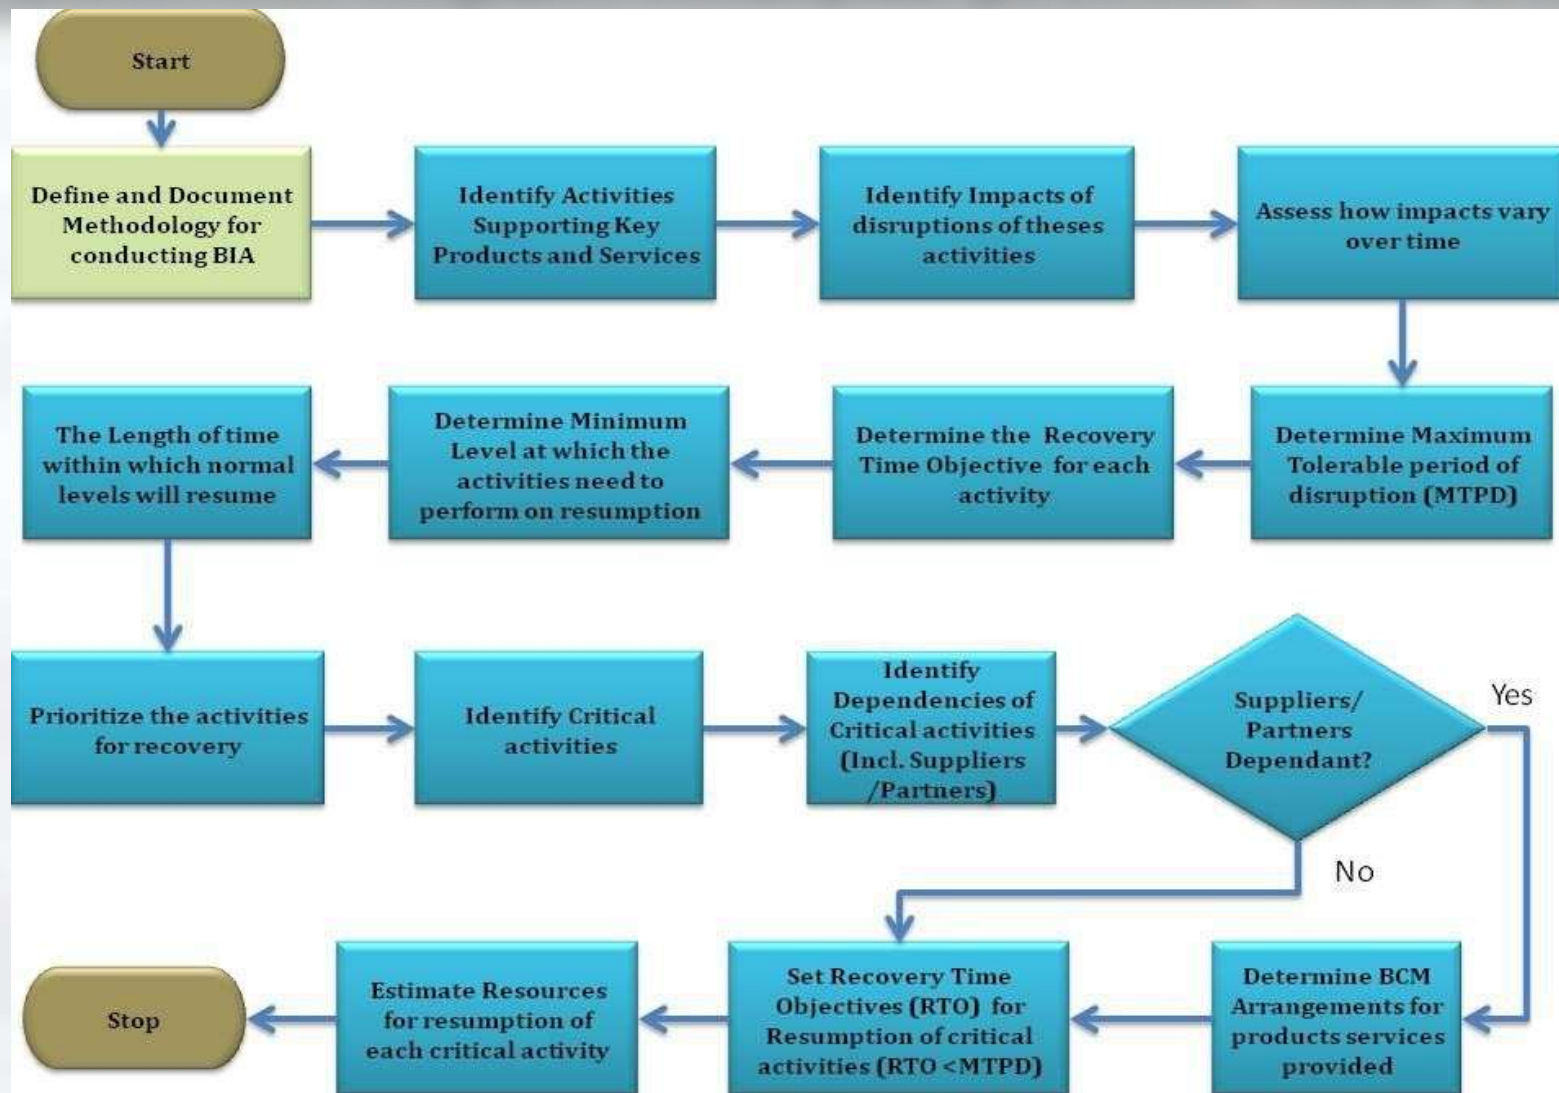 Start
Define and Document
Methodology for
conducting BIA
Identify Activities
Supporting Key
Products and Services
Identify Impacts of
disruptions of theses
activities
Assess how impacts vary
over time
Determine Maximum
Tolerable period of
disruption (MTPD)
Determine the Recovery
Time Objective for each
activity
Determine Minimum
Level at which the
activities need to
perform on resumption
The Length of time
within which normal
levels will resume
Prioritize the activities
for recovery
Identify Critical
activities
Identify
Dependencies of
Critical activities
(Incl. Suppliers
/Partners)
Suppliers/
Partners
Dependant?
Yes
No
Determine BCM
Arrangements for
products services
provided
Set Recovery Time
Objectives (RTO) for
Resumption of critical
activities (RTO <MTPD)
Estimate Resources
for resumption of
each critical activity
Stop